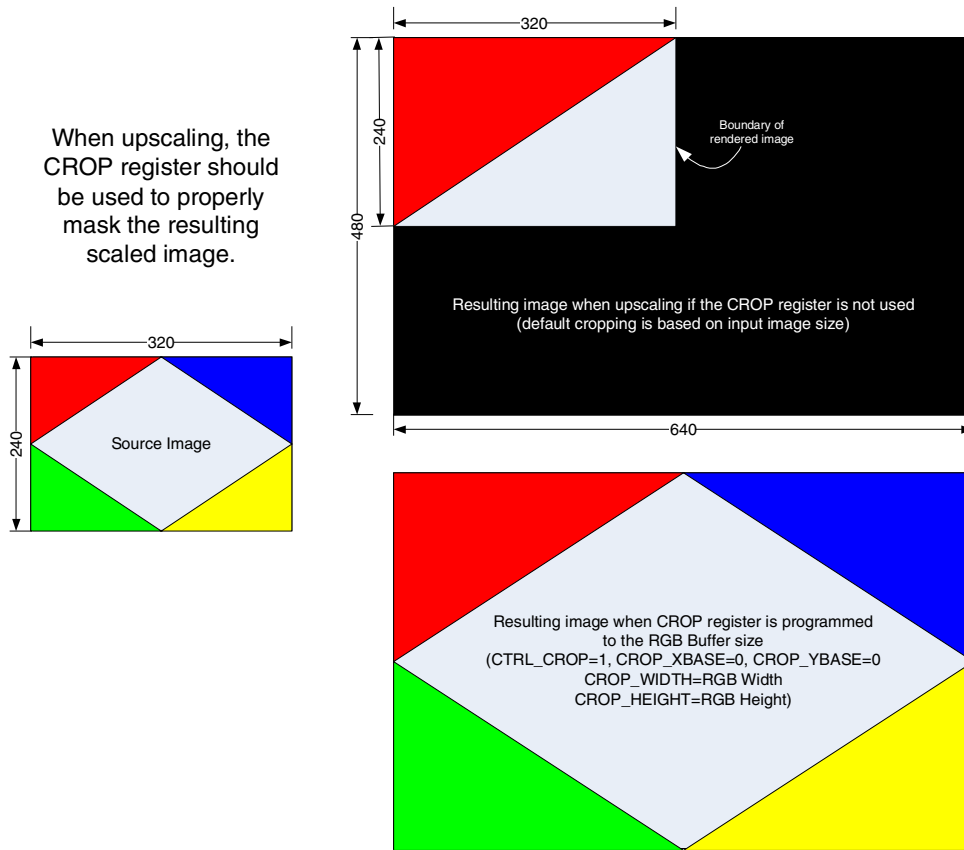 When upscaling, the
CROP register should
be used to properly
mask the resulting
scaled image.
320
240
Source Image
320
240
480
Boundary of
rendered image
Resulting image when upscaling if the CROP register is not used
(default cropping is based on input image size)
640
Resulting image when CROP register is programmed
to the RGB Buffer size
(CTRL_CROP=1, CROP_XBASE=0, CROP_YBASE=0
CROP_WIDTH=RGB Width
CROP_HEIGHT=RGB Height)